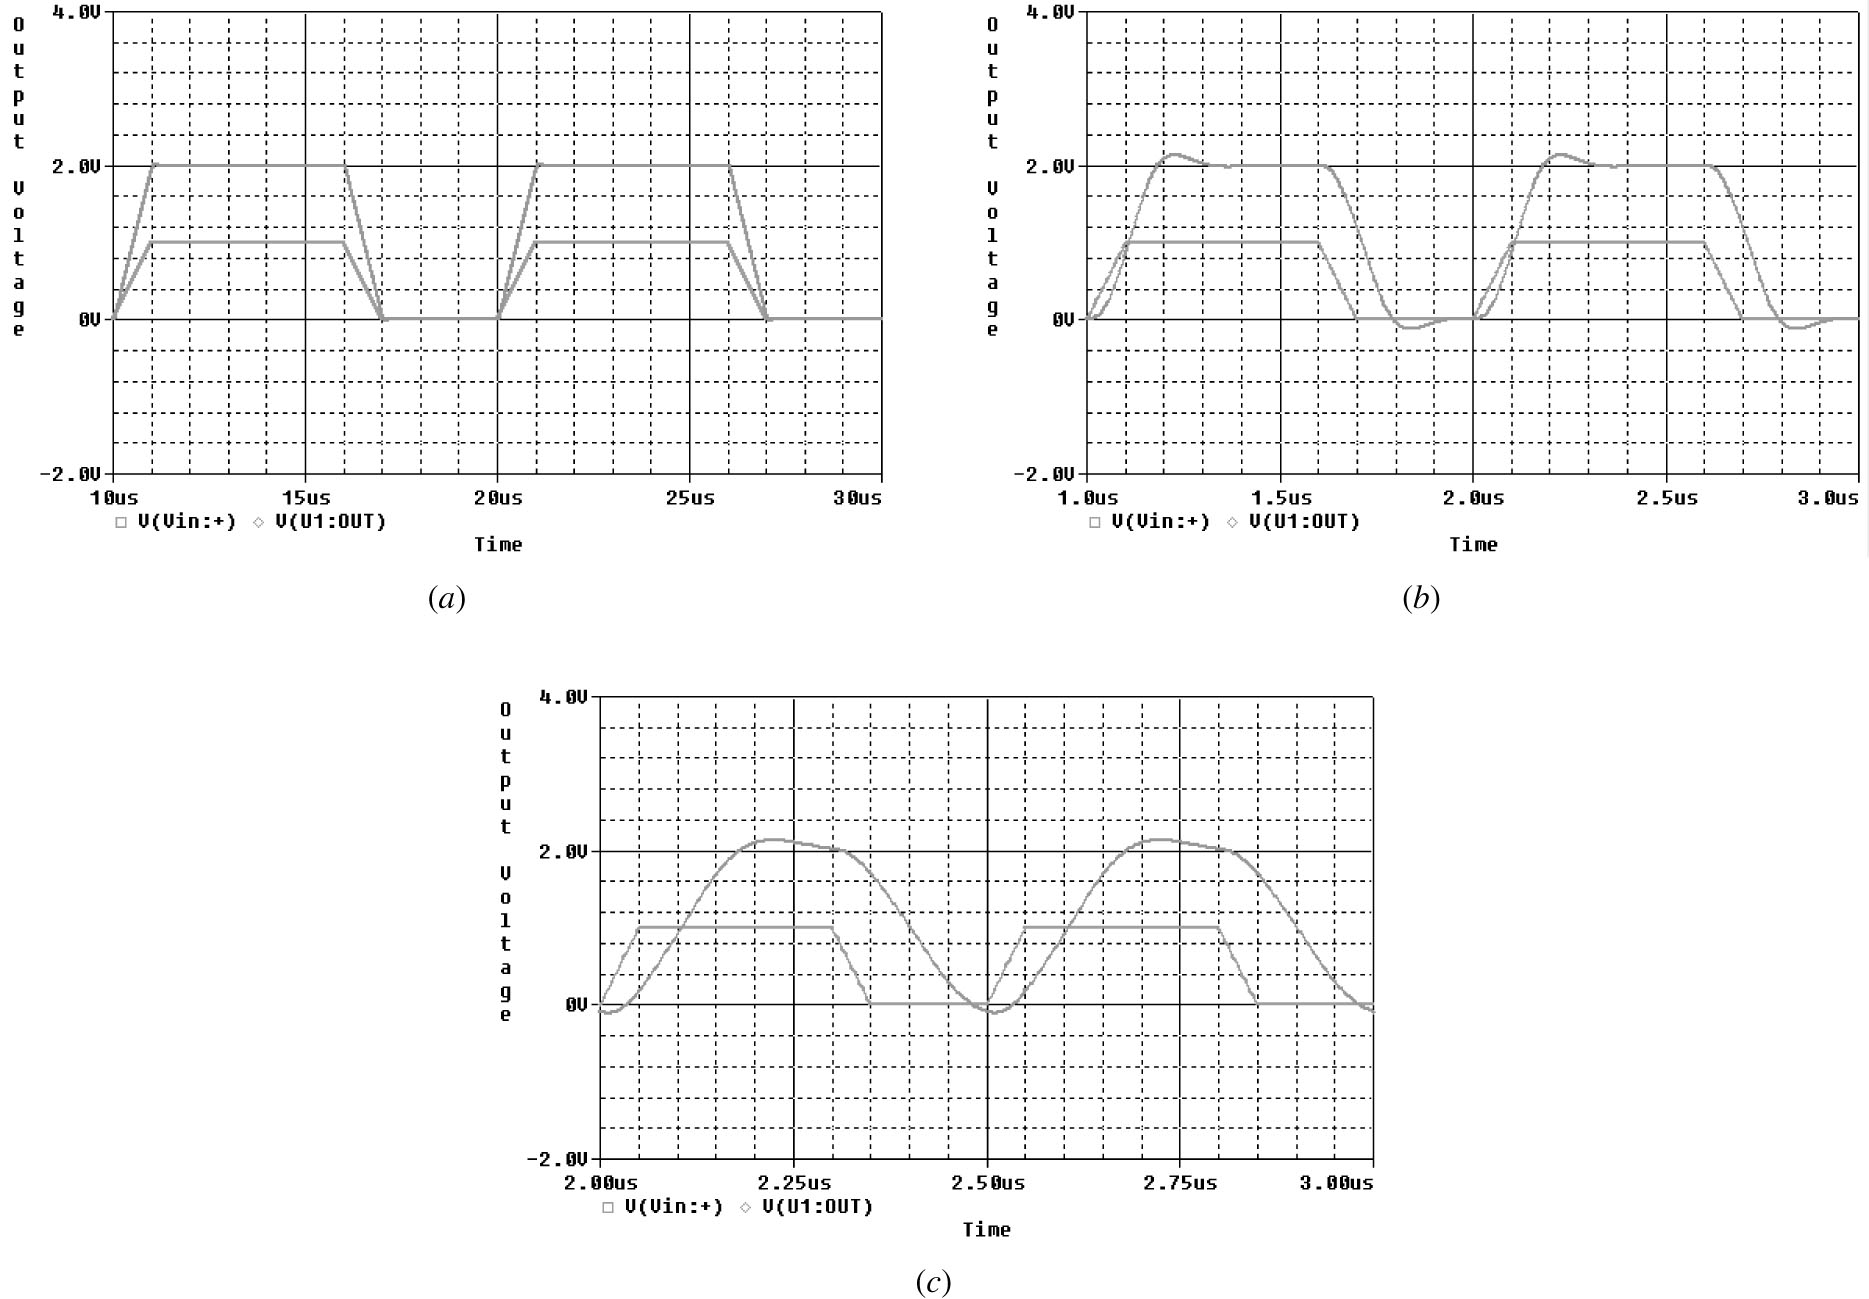 4.0V
Output Voltage
2.0V
0V
-2.0V
10us 15us 20us 25us 30us
V(Vin:+) V(U1:OUT)
Time
(a)
4.0V
Output Voltage
2.0V
0V
-2.0V
1.0us 1.5us 2.0us 2.5us 3.0us
V(Vin:+) V(U1:OUT)
Time
(b)
4.0V
Output Voltage
2.0V
0V
-2.0V
2.00us 2.25us 2.50us 2.75us 3.00us
V(Vin:+) V(U1:OUT)
Time
(c)